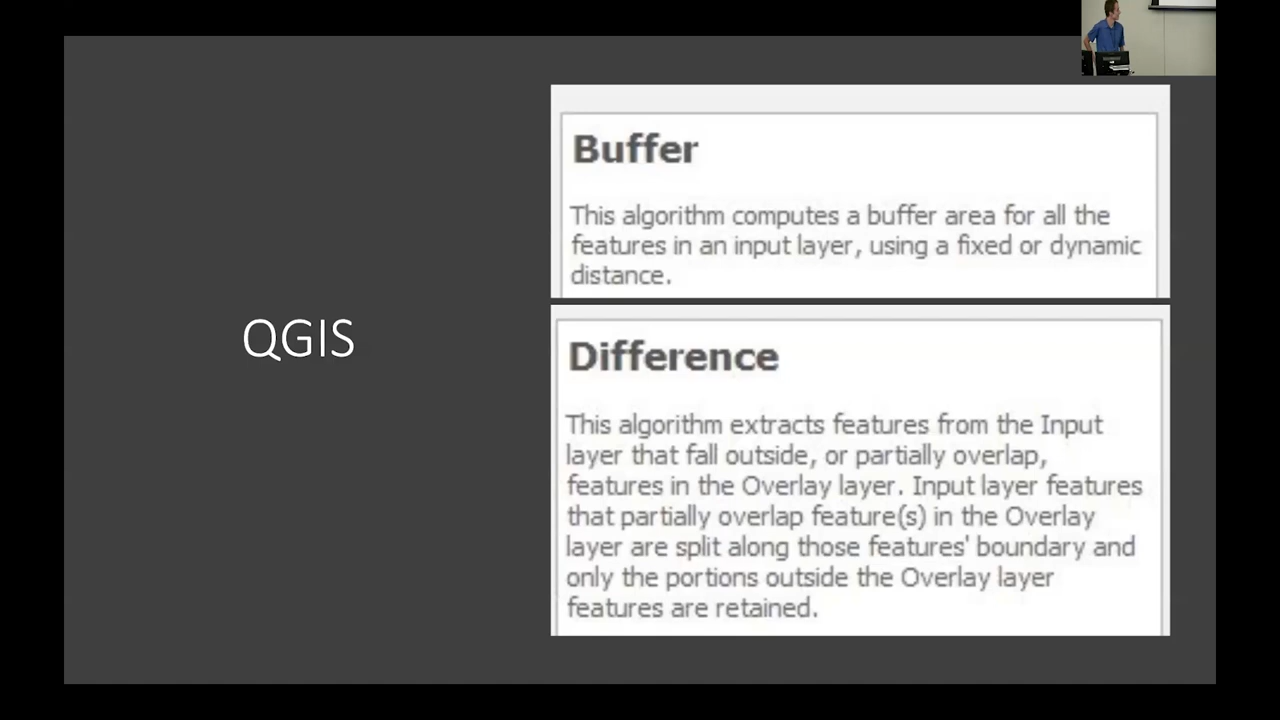 QGIS
Buffer
This algorithm computes a buffer area for all the
features in an input layer, using a fixed or dynamic
distance.
Difference
This algorithm extracts features from the Input
layer that fall outside, or partially overlap,
features in the Overlay layer. Input layer features
that partially overlap feature(s) in the Overlay
layer are split along those features' boundary and
only the portions outside the Overlay layer
features are retained.